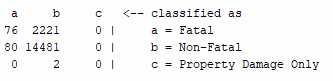 a b c <-- classified as
76 2221 0 | a = Fatal
80 14481 0 | b = Non-Fatal
0 2 0 | c = Property Damage Only